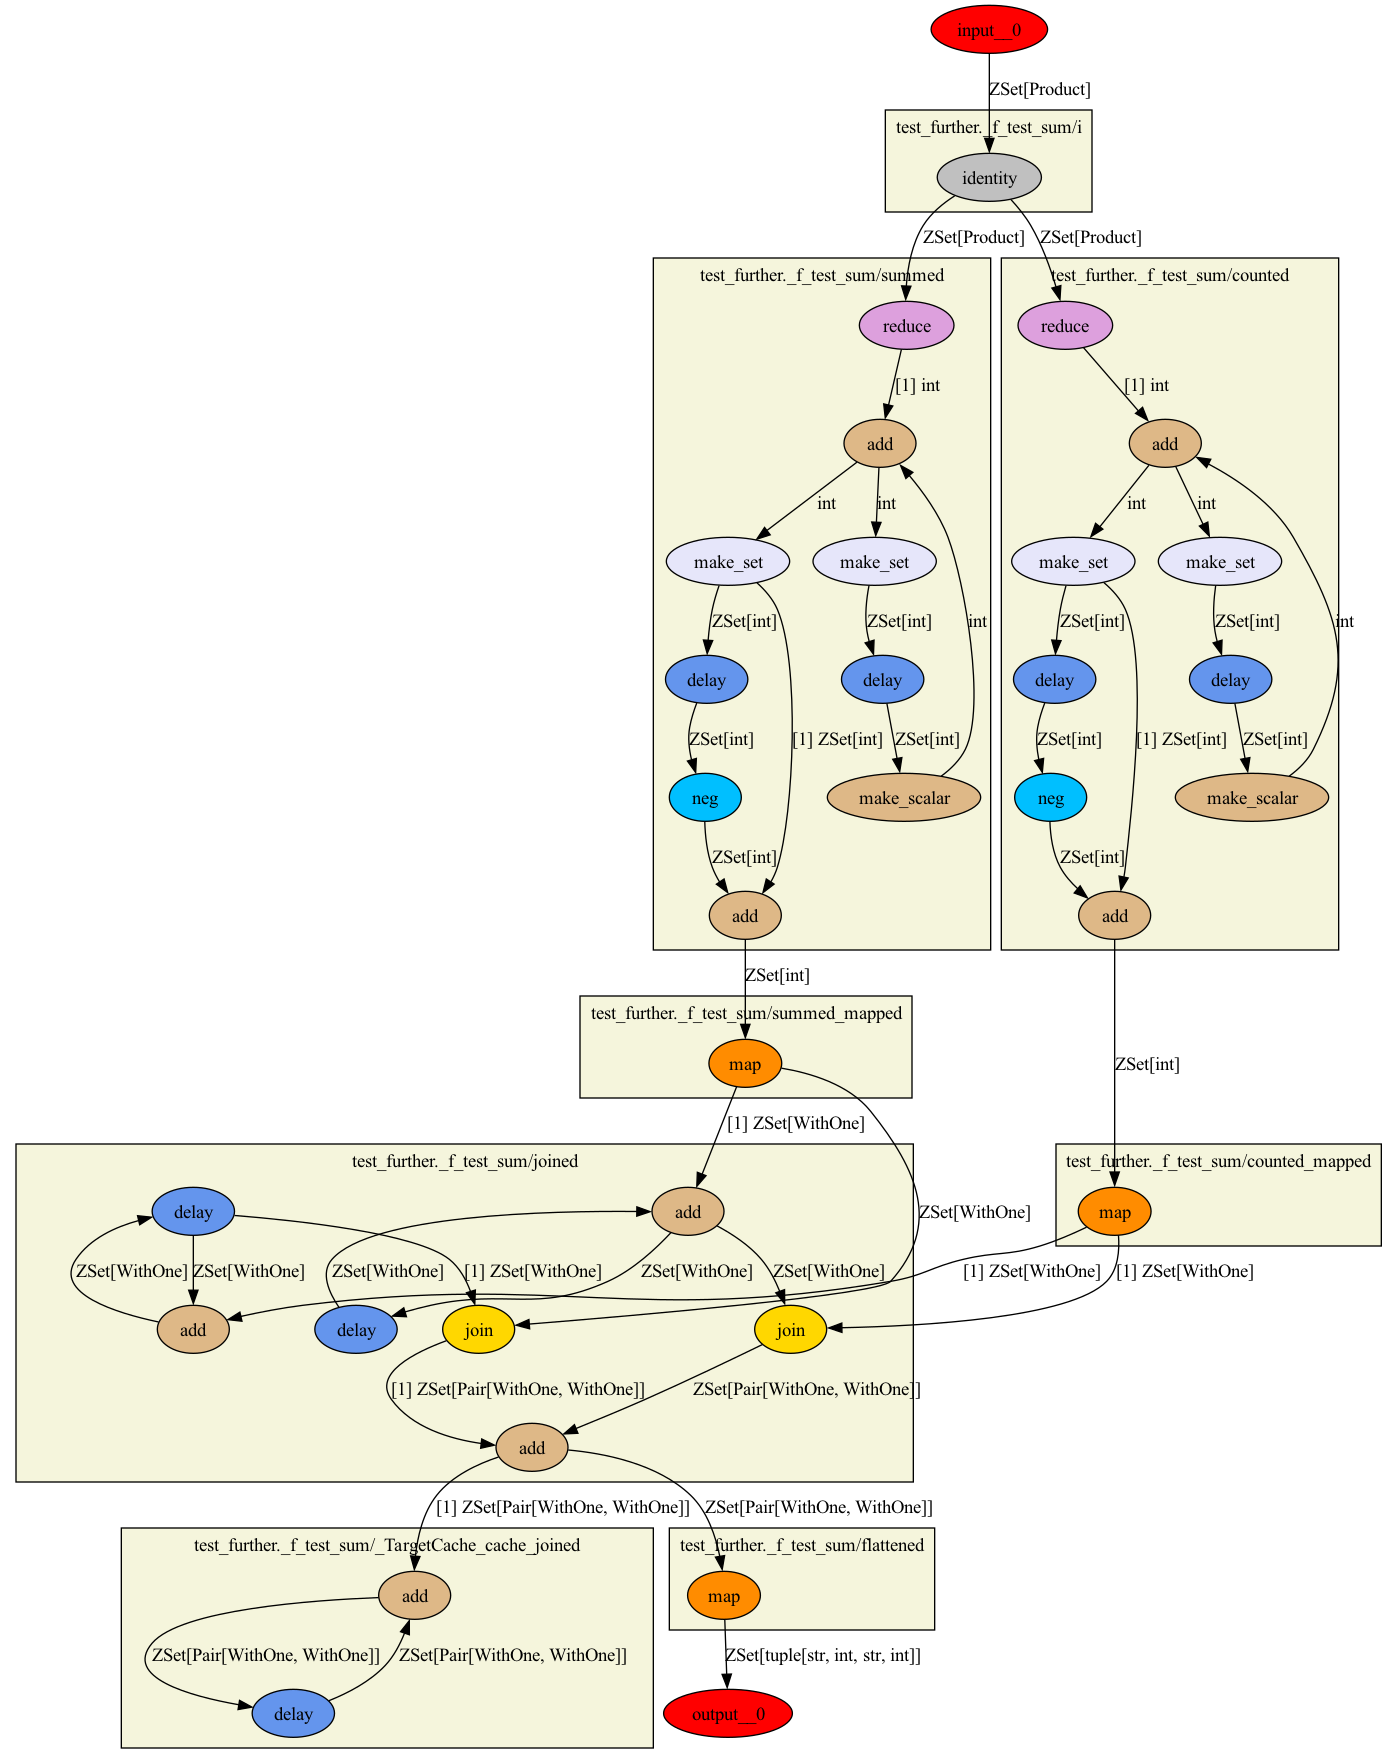 input__0
ZSet[Product]
test_further._f_test_sum/i
identity
ZSet[Product]
ZSet[Product]
test_further._f_test_sum/summed
test_further._f_test_sum/counted
reduce
reduce
[1] int
[1] int
add
add
int
int
int
int
make_set
make_set
make_set
make_set
ZSet[int]
ZSet[int]
int
ZSet[int]
ZSet[int]
int
delay
delay
delay
delay
ZSet[int]
[1] ZSet[int]
ZSet[int]
ZSet[int]
[1] ZSet[int]
ZSet[int]
neg
make_scalar
neg
make_scalar
ZSet[int]
ZSet[int]
add
add
ZSet[int]
test_further._f_test_sum/summed_mapped
map
ZSet[int]
[1] ZSet[WithOne]
test_further._f_test_sum/joined
test_further._f_test_sum/counted_mapped
delay
add
ZSet[WithOne]
map
ZSet[WithOne]
ZSet[WithOne]
ZSet[WithOne]
[1] ZSet[WithOne]
ZSet[WithOne]
ZSet[WithOne]
[1] ZSet[WithOne]
[1] ZSet[WithOne]
add
delay
join
join
[1] ZSet[Pair[WithOne, WithOne]]
ZSet[Pair[WithOne, WithOne]]
add
[1] ZSet[Pair[WithOne, WithOne]]
ZSet[Pair[WithOne, WithOne]]
test_further._f_test_sum/_TargetCache_cache_joined
test_further._f_test_sum/flattened
add
map
ZSet[Pair[WithOne, WithOne]]
ZSet[Pair[WithOne, WithOne]]
ZSet[tuple[str, int, str, int]]
delay
output__0